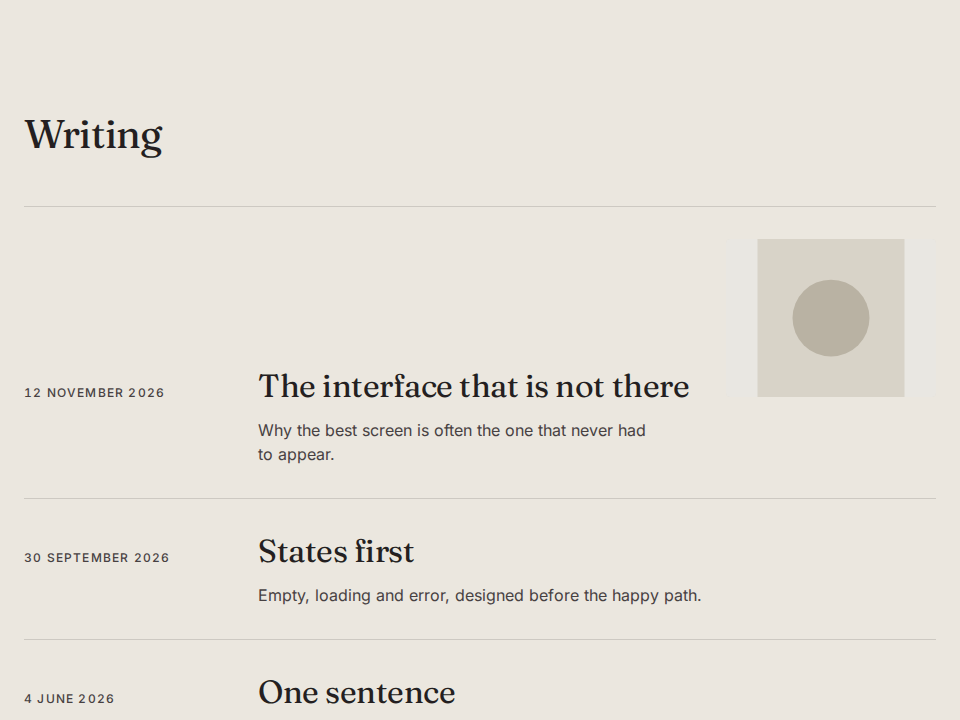 Writing
12 NOVEMBER 2026
The interface that is not there
Why the best screen is often the one that never had
to appear.
30 SEPTEMBER 2026
States first
Empty, loading and error, designed before the happy path.
4 JUNE 2026
One sentence